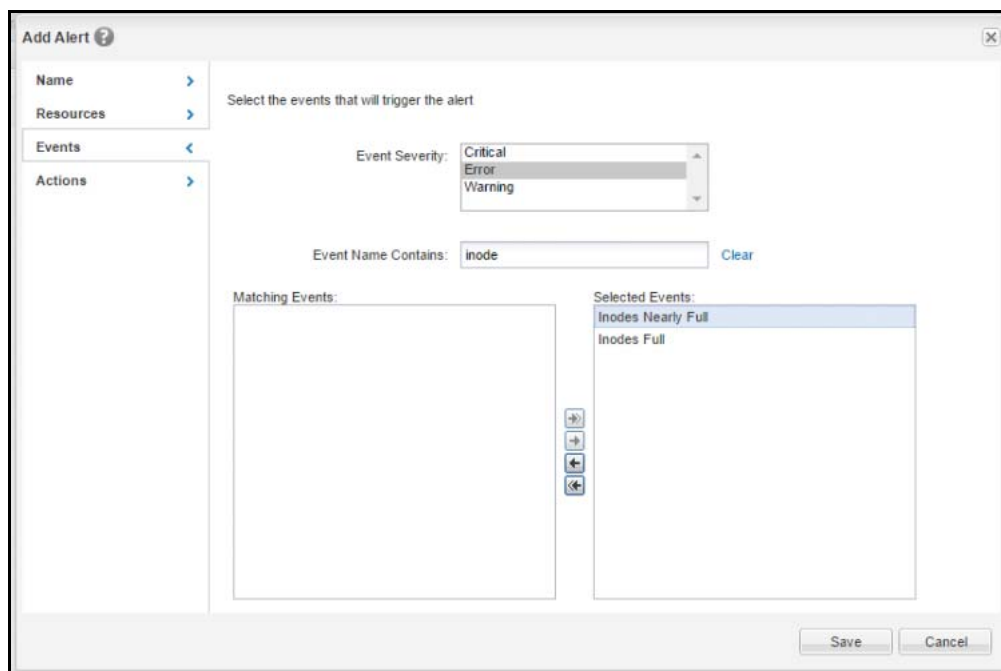 Add Alert ?
Name
Resources
Events
Actions
Select the events that will trigger the alert
Event Severity:
Critical
Error
Warning
Event Name Contains: inode Clear
Matching Events:
Selected Events:
Inodes Nearly Full
Inodes Full
Save Cancel